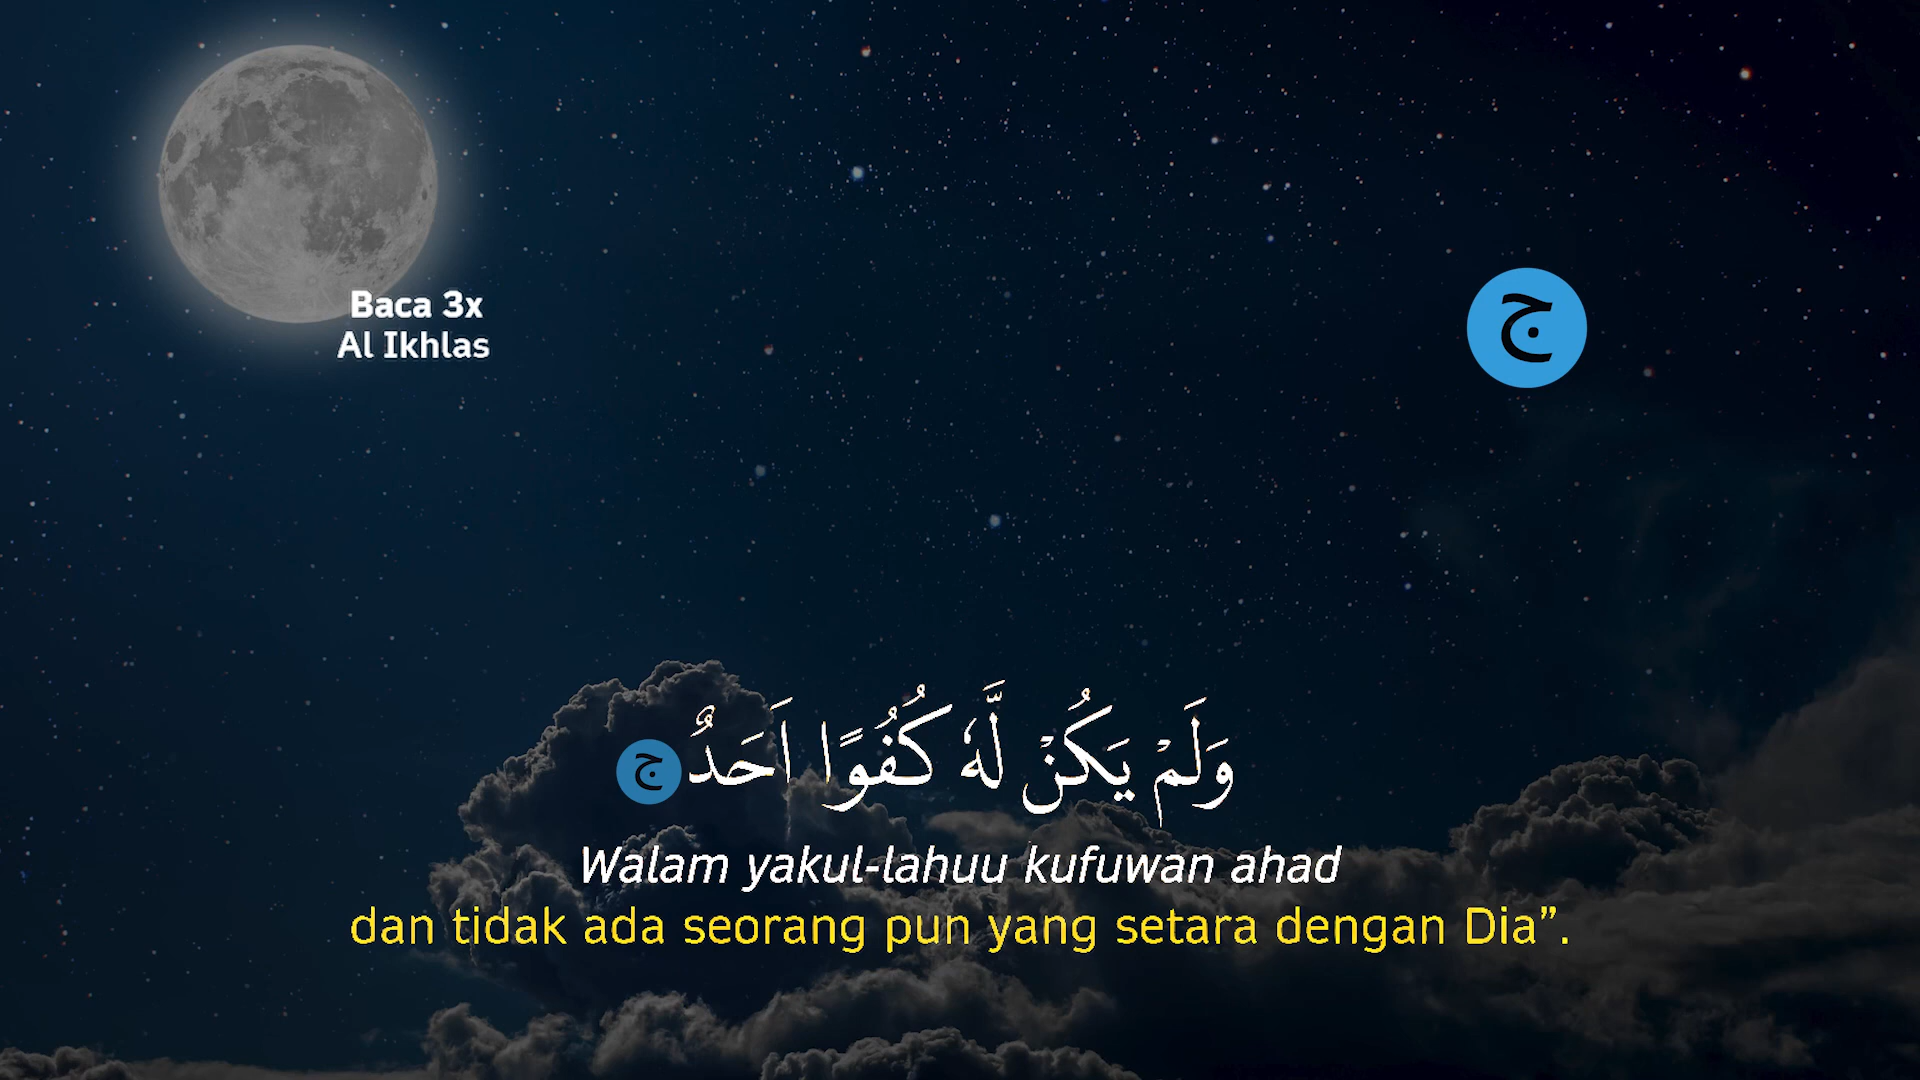 Baca 3x
Al Ikhlas
ج
وَلَمْ يَكُنْ لَّهٗ كُفُوًا اَحَدٌ ࣖ ج
Walam yakul-lahuu kufuwan ahad
dan tidak ada seorang pun yang setara dengan Dia”.